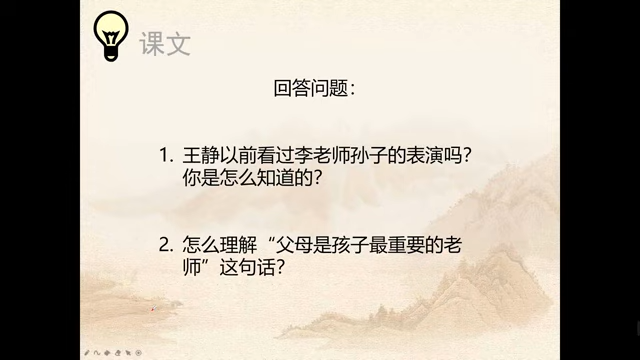 课文
回答问题：
1. 王静以前看过李老师孙子的表演吗？
你是怎么知道的？
2. 怎么理解“父母是孩子最重要的老
师”这句话？